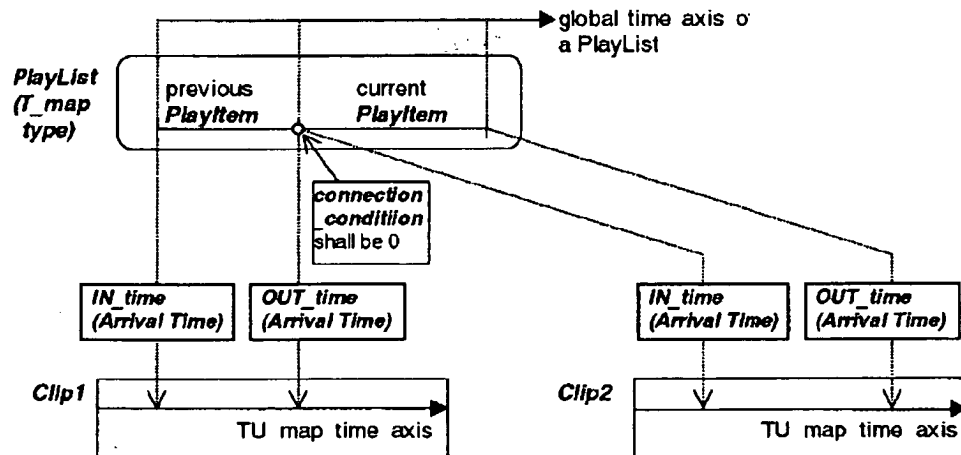 global time axis o
a PlayList
PlayList
(T_map
type)
previous
PlayItem
current
PlayItem
connection
_conditiion
shall be 0
IN_time
(Arrival Time)
OUT_time
(Arrival Time)
IN_time
(Arrival Time)
OUT_time
(Arrival Time)
Clip1
TU map time axis
Clip2
TU map time axis